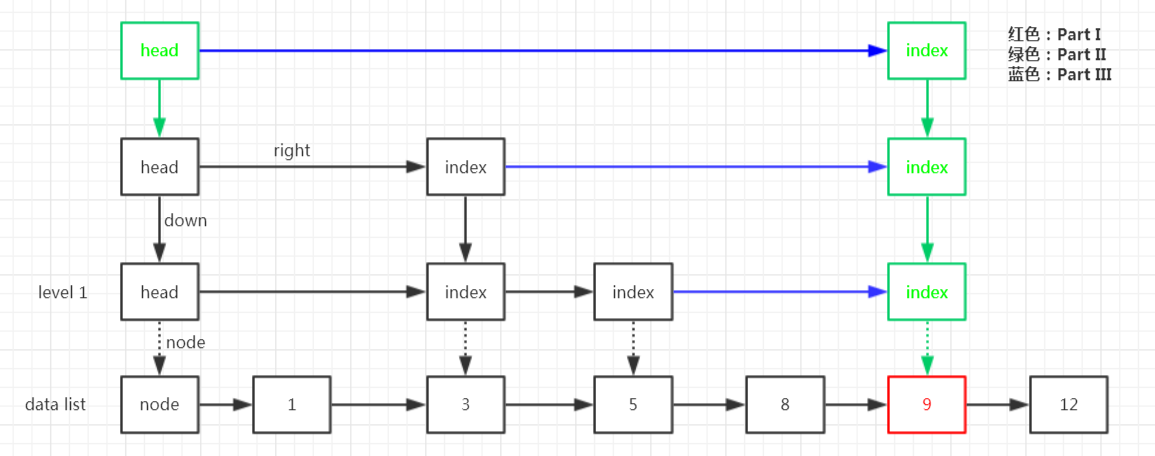 head
index
红色：Part I
绿色：Part II
蓝色：Part III
head
right
index
index
down
level 1
head
index
index
index
node
data list
node
1
3
5
8
9
12